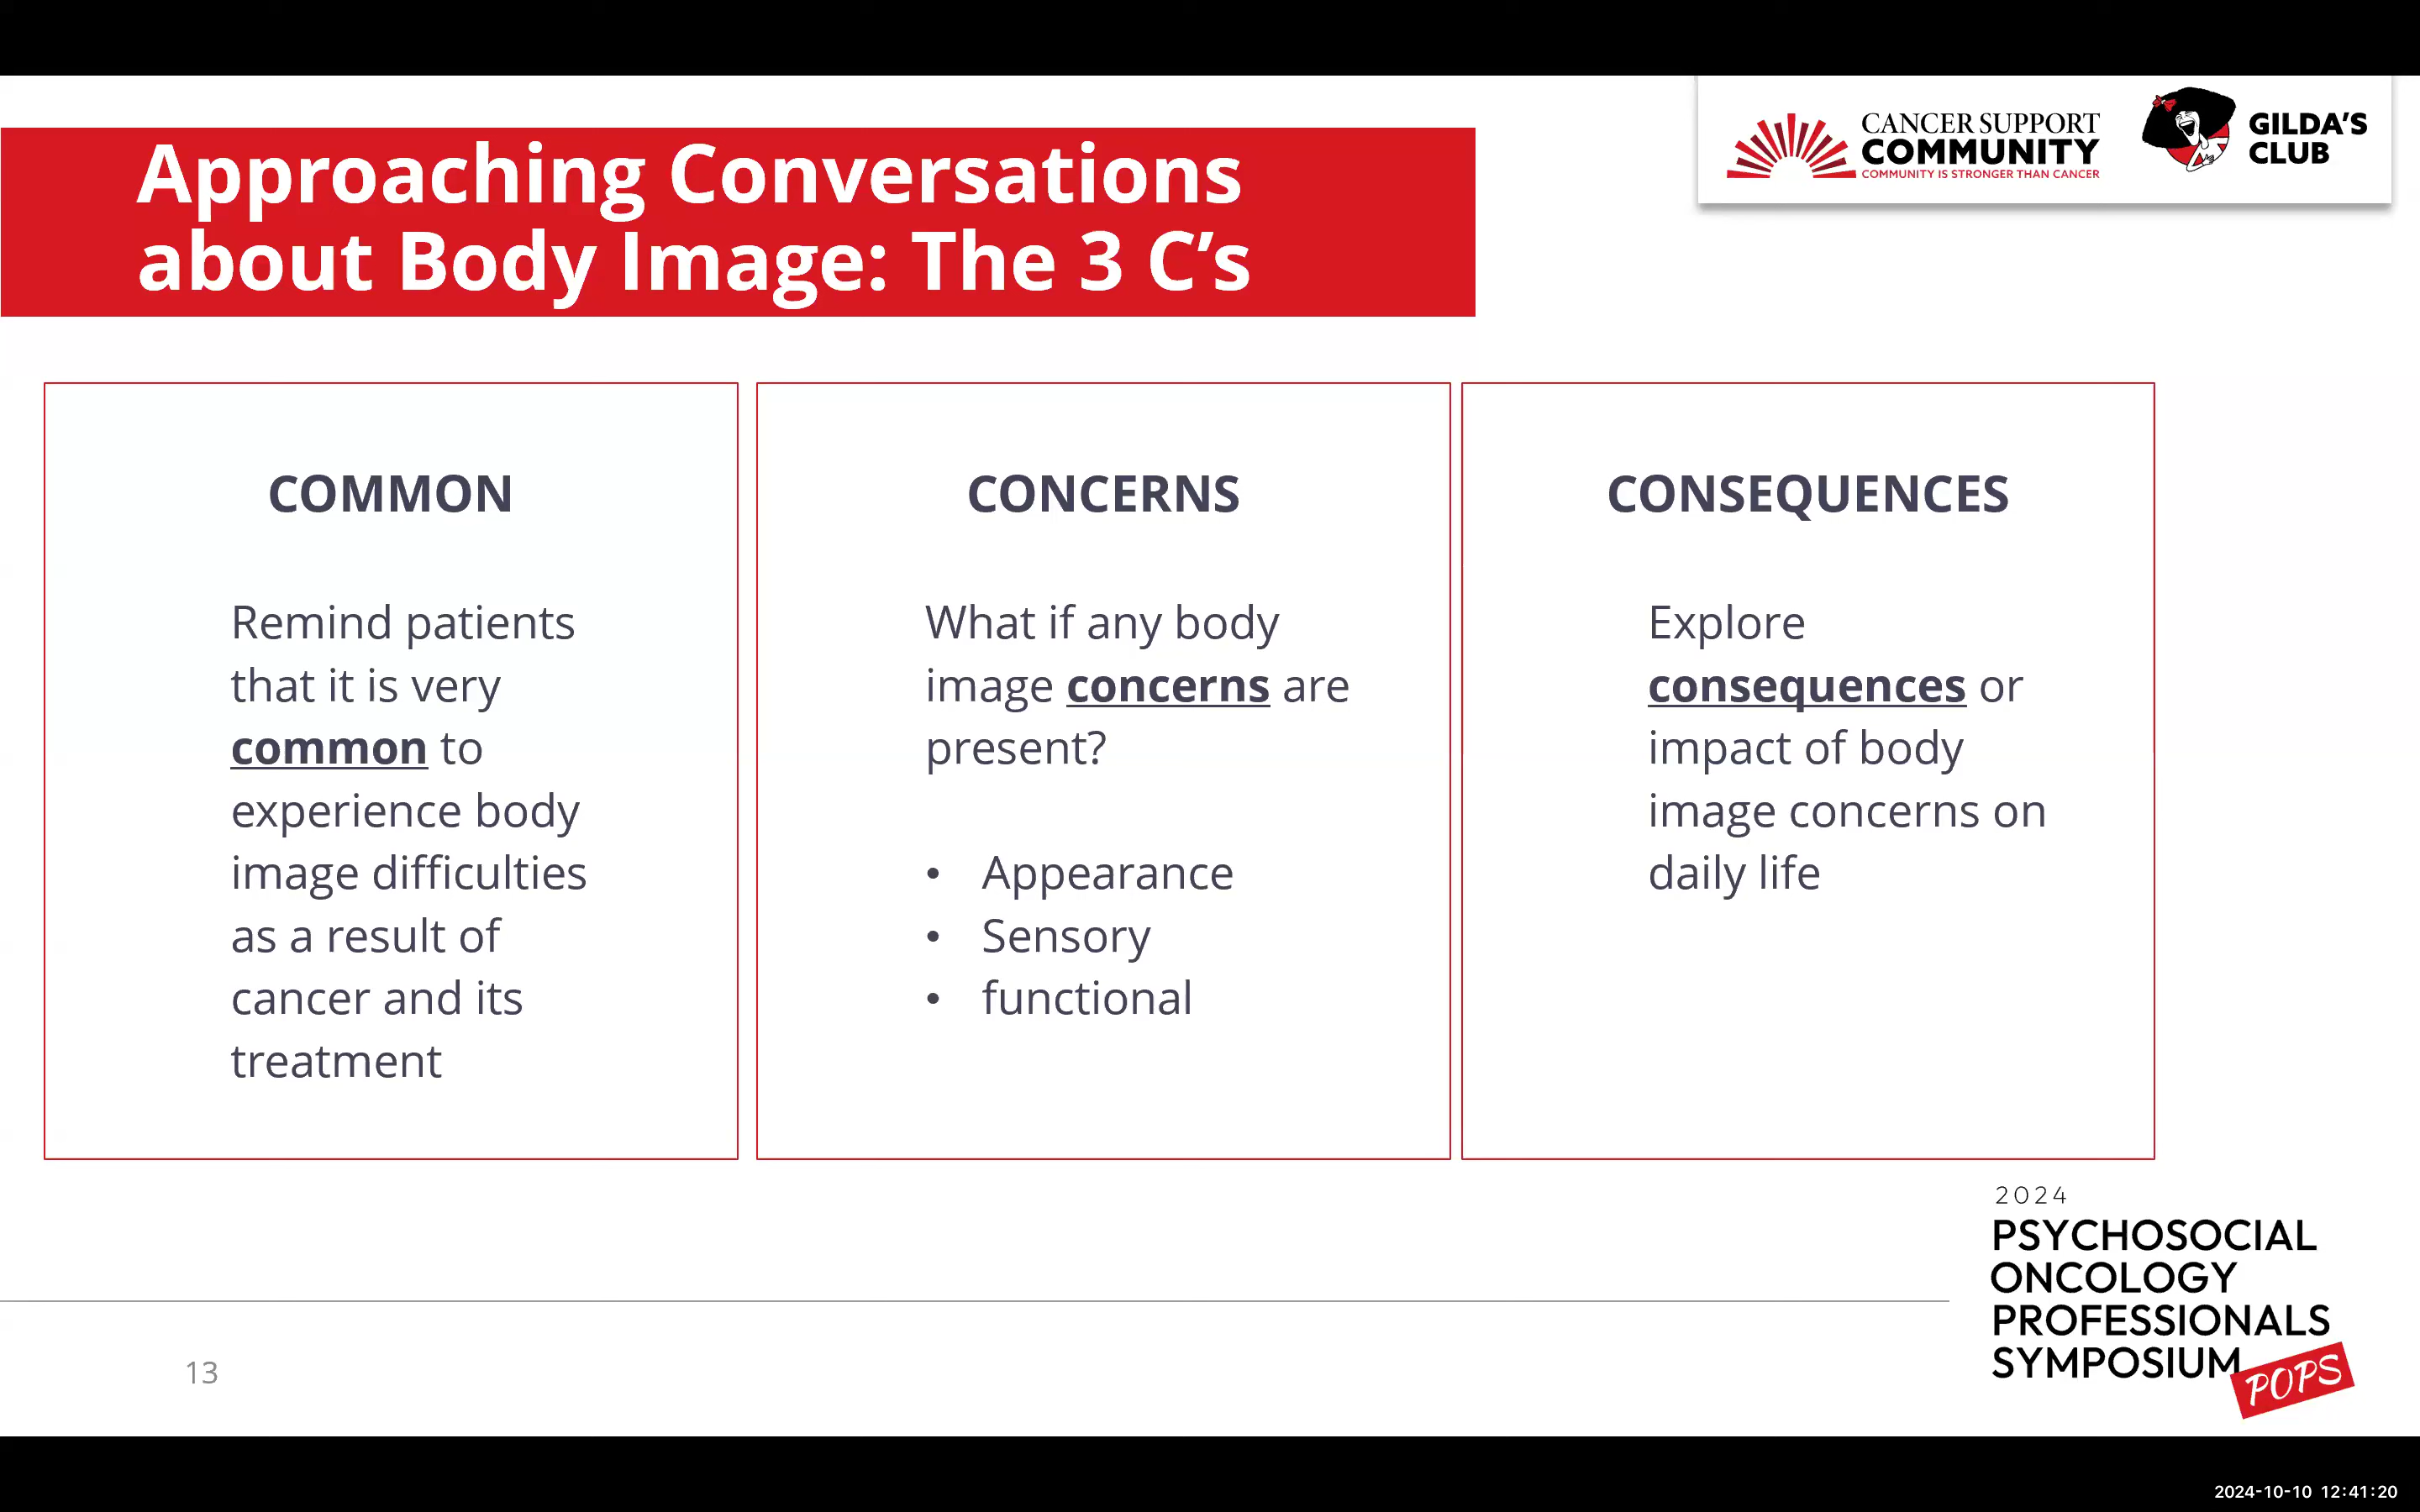 CANCER SUPPORT
COMMUNITY
COMMUNITY IS STRONGER THAN CANCER
GILDA'S
CLUB
Approaching Conversations
about Body Image: The 3 C’s
COMMON
Remind patients
that it is very
common to
experience body
image difficulties
as a result of
cancer and its
treatment
CONCERNS
What if any body
image concerns are
present?
• Appearance
• Sensory
• functional
CONSEQUENCES
Explore
consequences or
impact of body
image concerns on
daily life
2024
PSYCHOSOCIAL
ONCOLOGY
PROFESSIONALS
SYMPOSIUM
POPS
13
2024-10-10 12:41:20